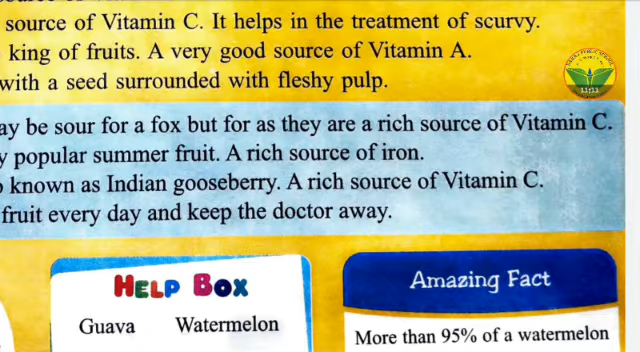 source of Vitamin C. It helps in the treatment of scurvy.
king of fruits. A very good source of Vitamin A.
with a seed surrounded with fleshy pulp.
11:11
ay be sour for a fox but for as they are a rich source of Vitamin C.
y popular summer fruit. A rich source of iron.
known as Indian gooseberry. A rich source of Vitamin C.
fruit every day and keep the doctor away.
HELP BOX
Guava Watermelon
Amazing Fact
More than 95% of a watermelon